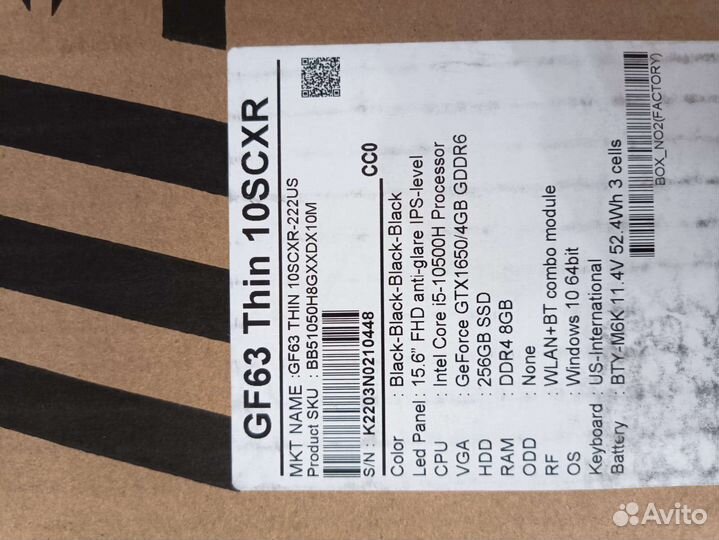 GF63 Thin 10SCXR
MKT NAME :GF63 THIN 10SCXR-222US
Product SKU : BB51050H8GXXDX10M
S/N : K2203N0210448 CC0
Color : Black-Black-Black-Black
Led Panel : 15.6" FHD anti-glare IPS-level
CPU : Intel Core i5-10500H Processor
VGA : GeForce GTX1650/4GB GDDR6
HDD : 256GB SSD
RAM : DDR4 8GB
ODD : None
RF : WLAN+BT combo module
OS : Windows 10 64bit
Keyboard : US-International
Battery : BTY-M6K 11.4V 52.4Wh 3 cells
BOX_NO2(FACTORY)
Avito